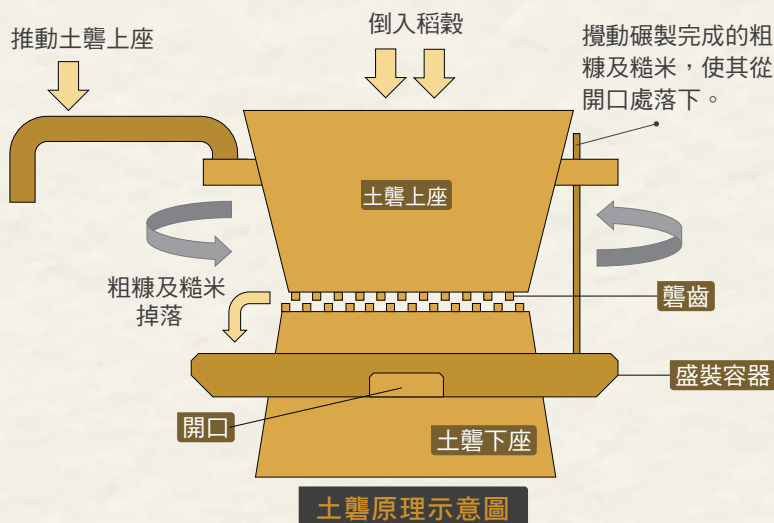 倒入稻穀
推動土礱上座
攪動碾製完成的粗
糠及糙米，使其從
開口處落下。
土礱上座
粗糠及糙米
掉落
礱齒
盛裝容器
開口
土礱下座
土礱原理示意圖